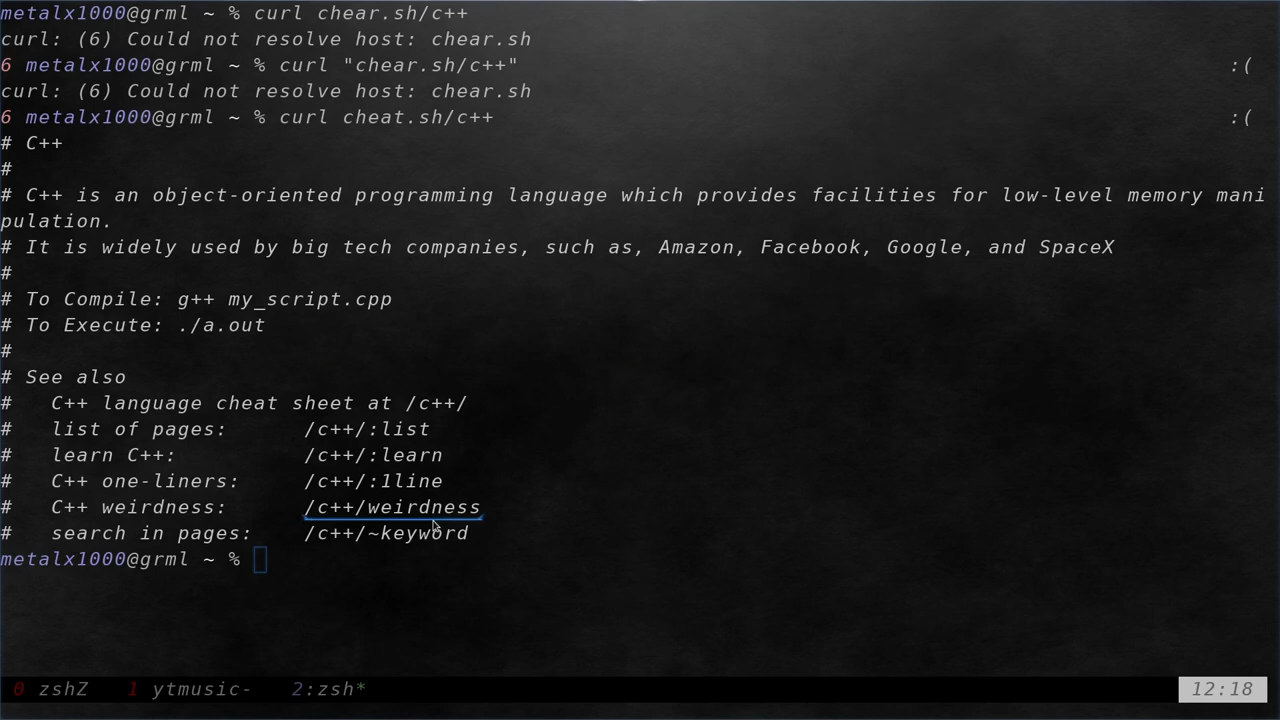 metalx1000@grml ~ % curl chear.sh/c++
curl: (6) Could not resolve host: chear.sh
6 metalx1000@grml ~ % curl "chear.sh/c++" :(
curl: (6) Could not resolve host: chear.sh
6 metalx1000@grml ~ % curl cheat.sh/c++ :(
# C++
#
# C++ is an object-oriented programming language which provides facilities for low-level memory mani
pulation.
# It is widely used by big tech companies, such as, Amazon, Facebook, Google, and SpaceX
#
# To Compile: g++ my_script.cpp
# To Execute: ./a.out
#
# See also
#   C++ language cheat sheet at /c++/
#   list of pages:      /c++/:list
#   learn C++:          /c++/:learn
#   C++ one-liners:     /c++/:1line
#   C++ weirdness:      /c++/weirdness
#   search in pages:    /c++/~keyword
metalx1000@grml ~ %
0 zshZ   1 ytmusic-   2:zsh* 12:18